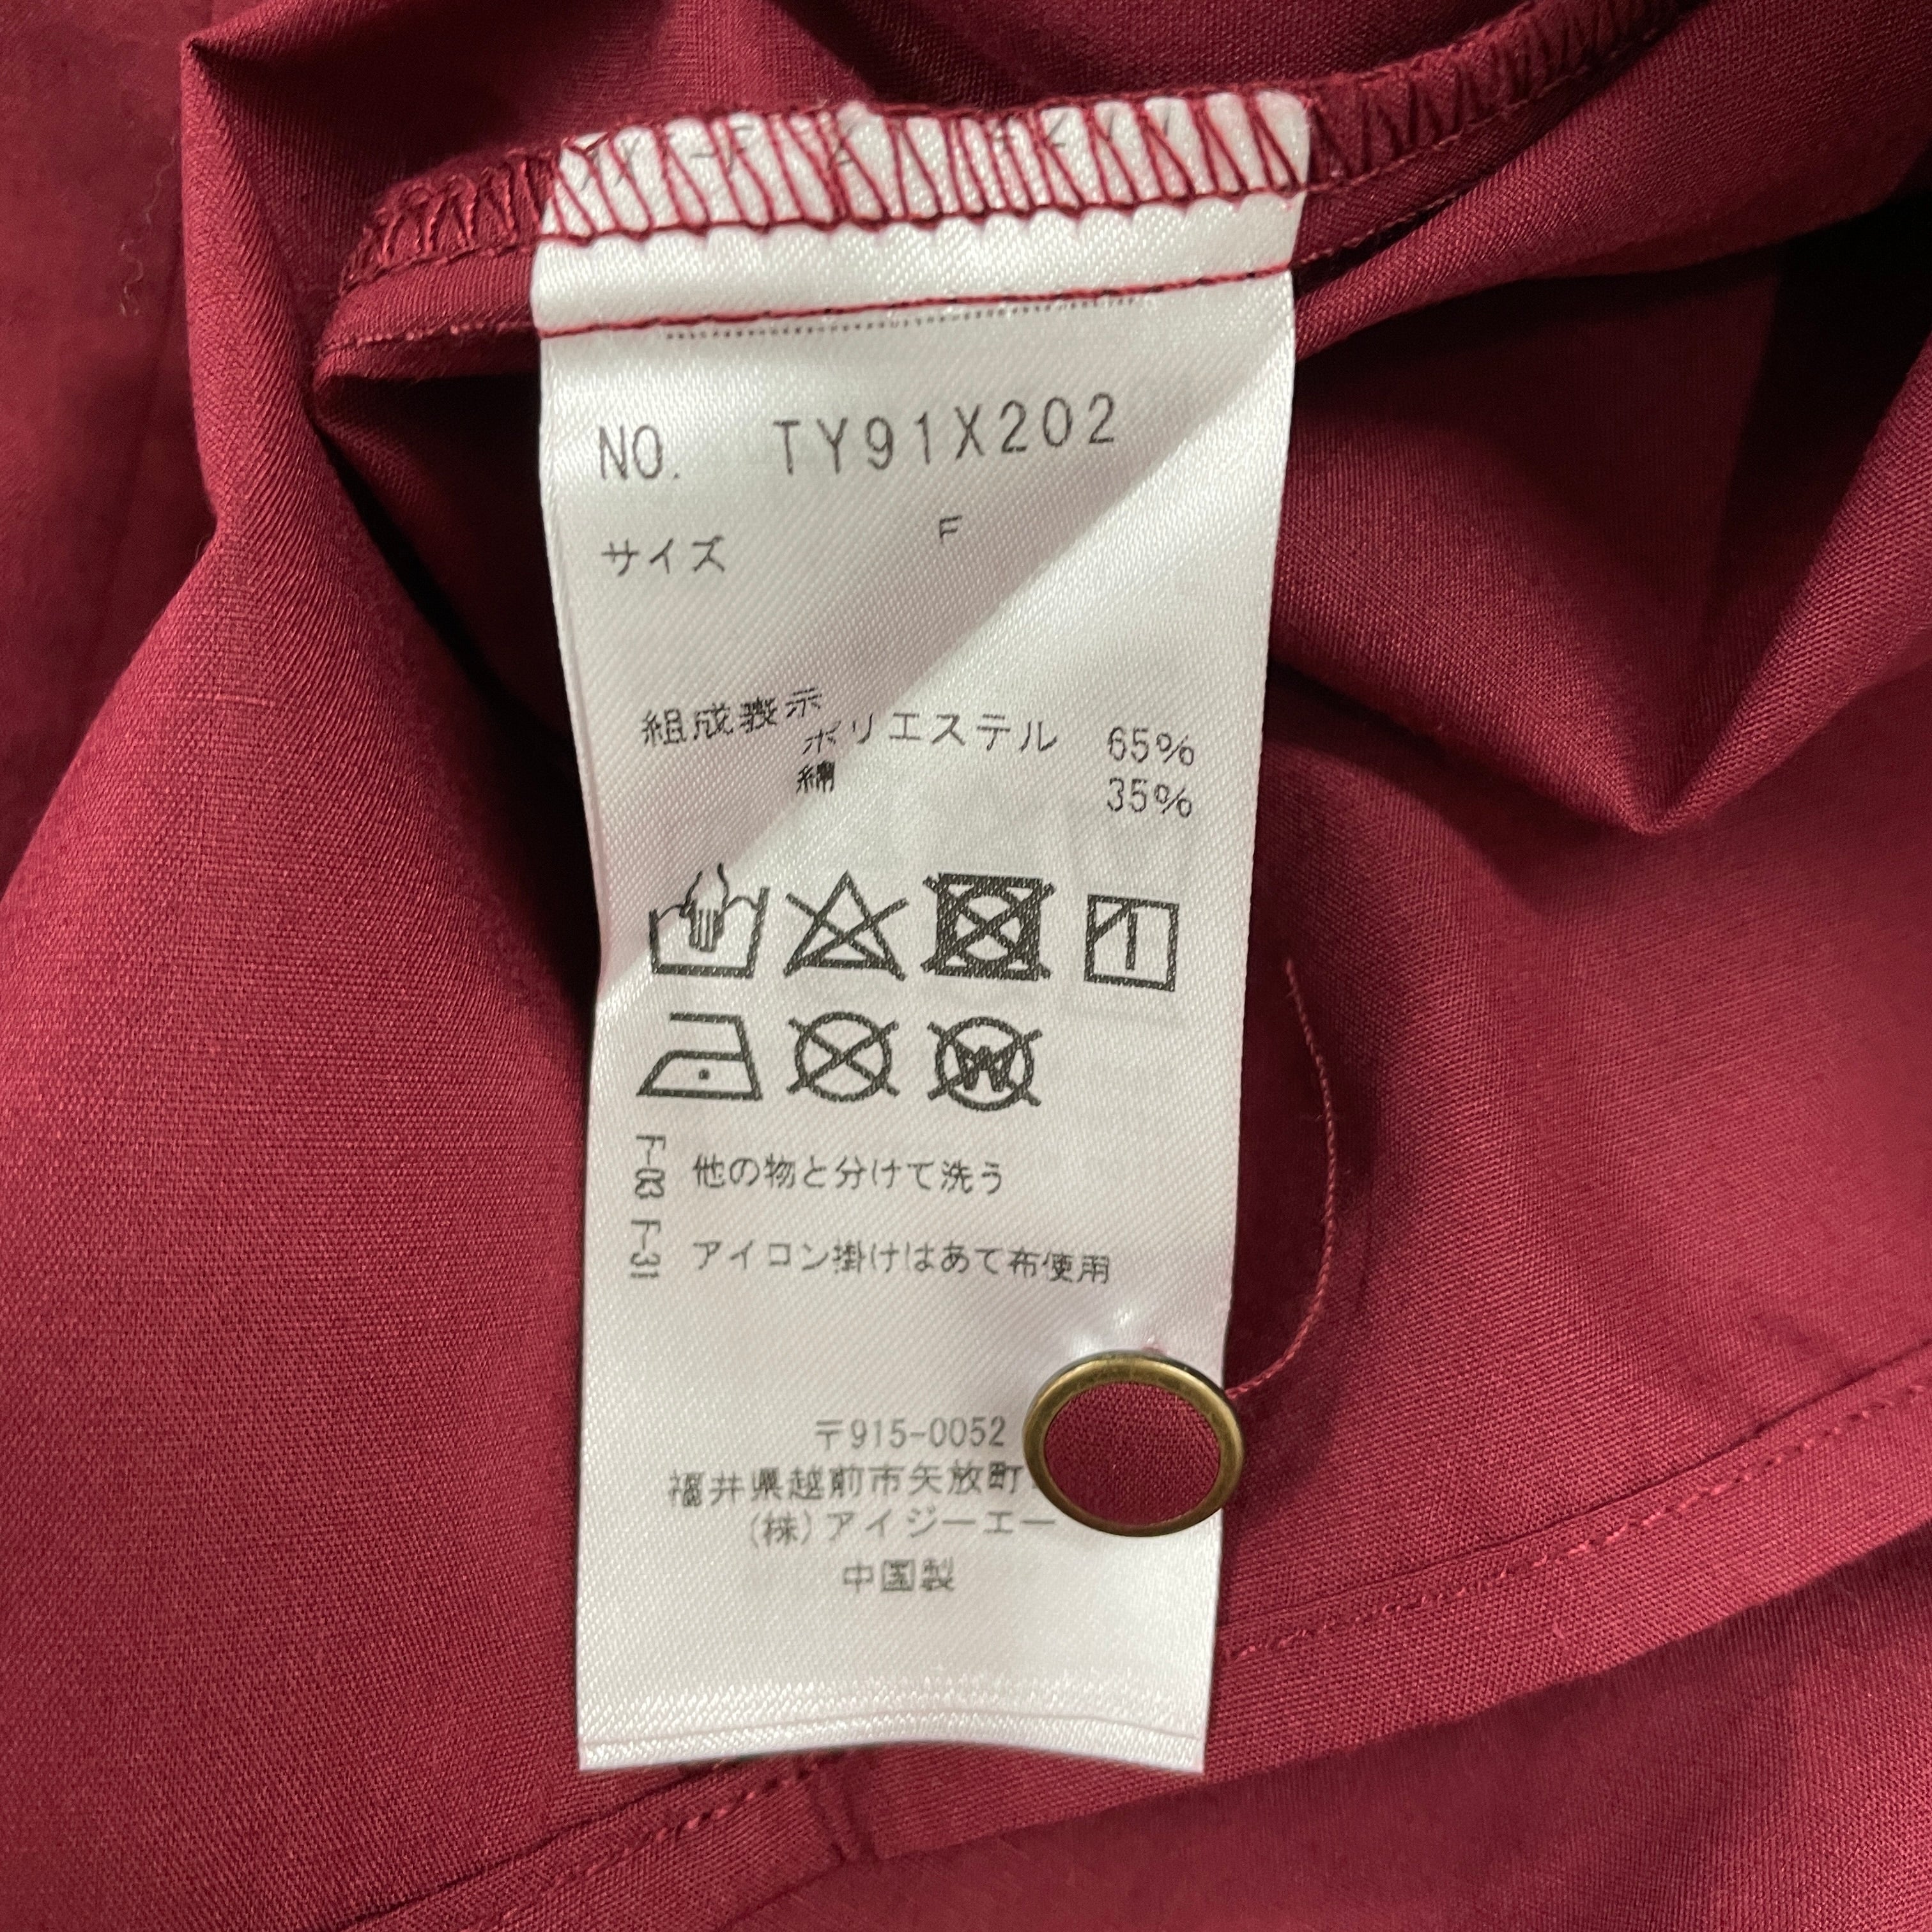 NO. TY91X202
サイズ F
組成表示
ポリエステル 65%
綿 35%
F-03 他の物と分けて洗う
F-31 アイロン掛けはあて布使用
〒915-0052
福井県越前市矢放町
(株)アイジーエー
中国製